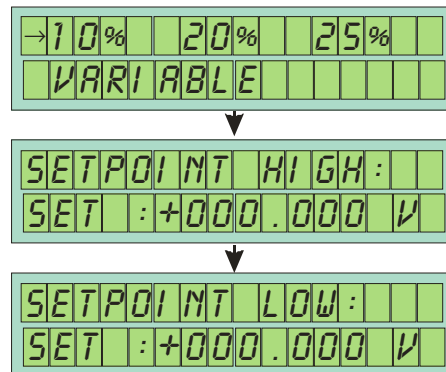 →10% 20% 25%
VARIABLE
SETPOINT HIGH:
SET :+000.000 V
SETPOINT LOW:
SET :+000.000 V